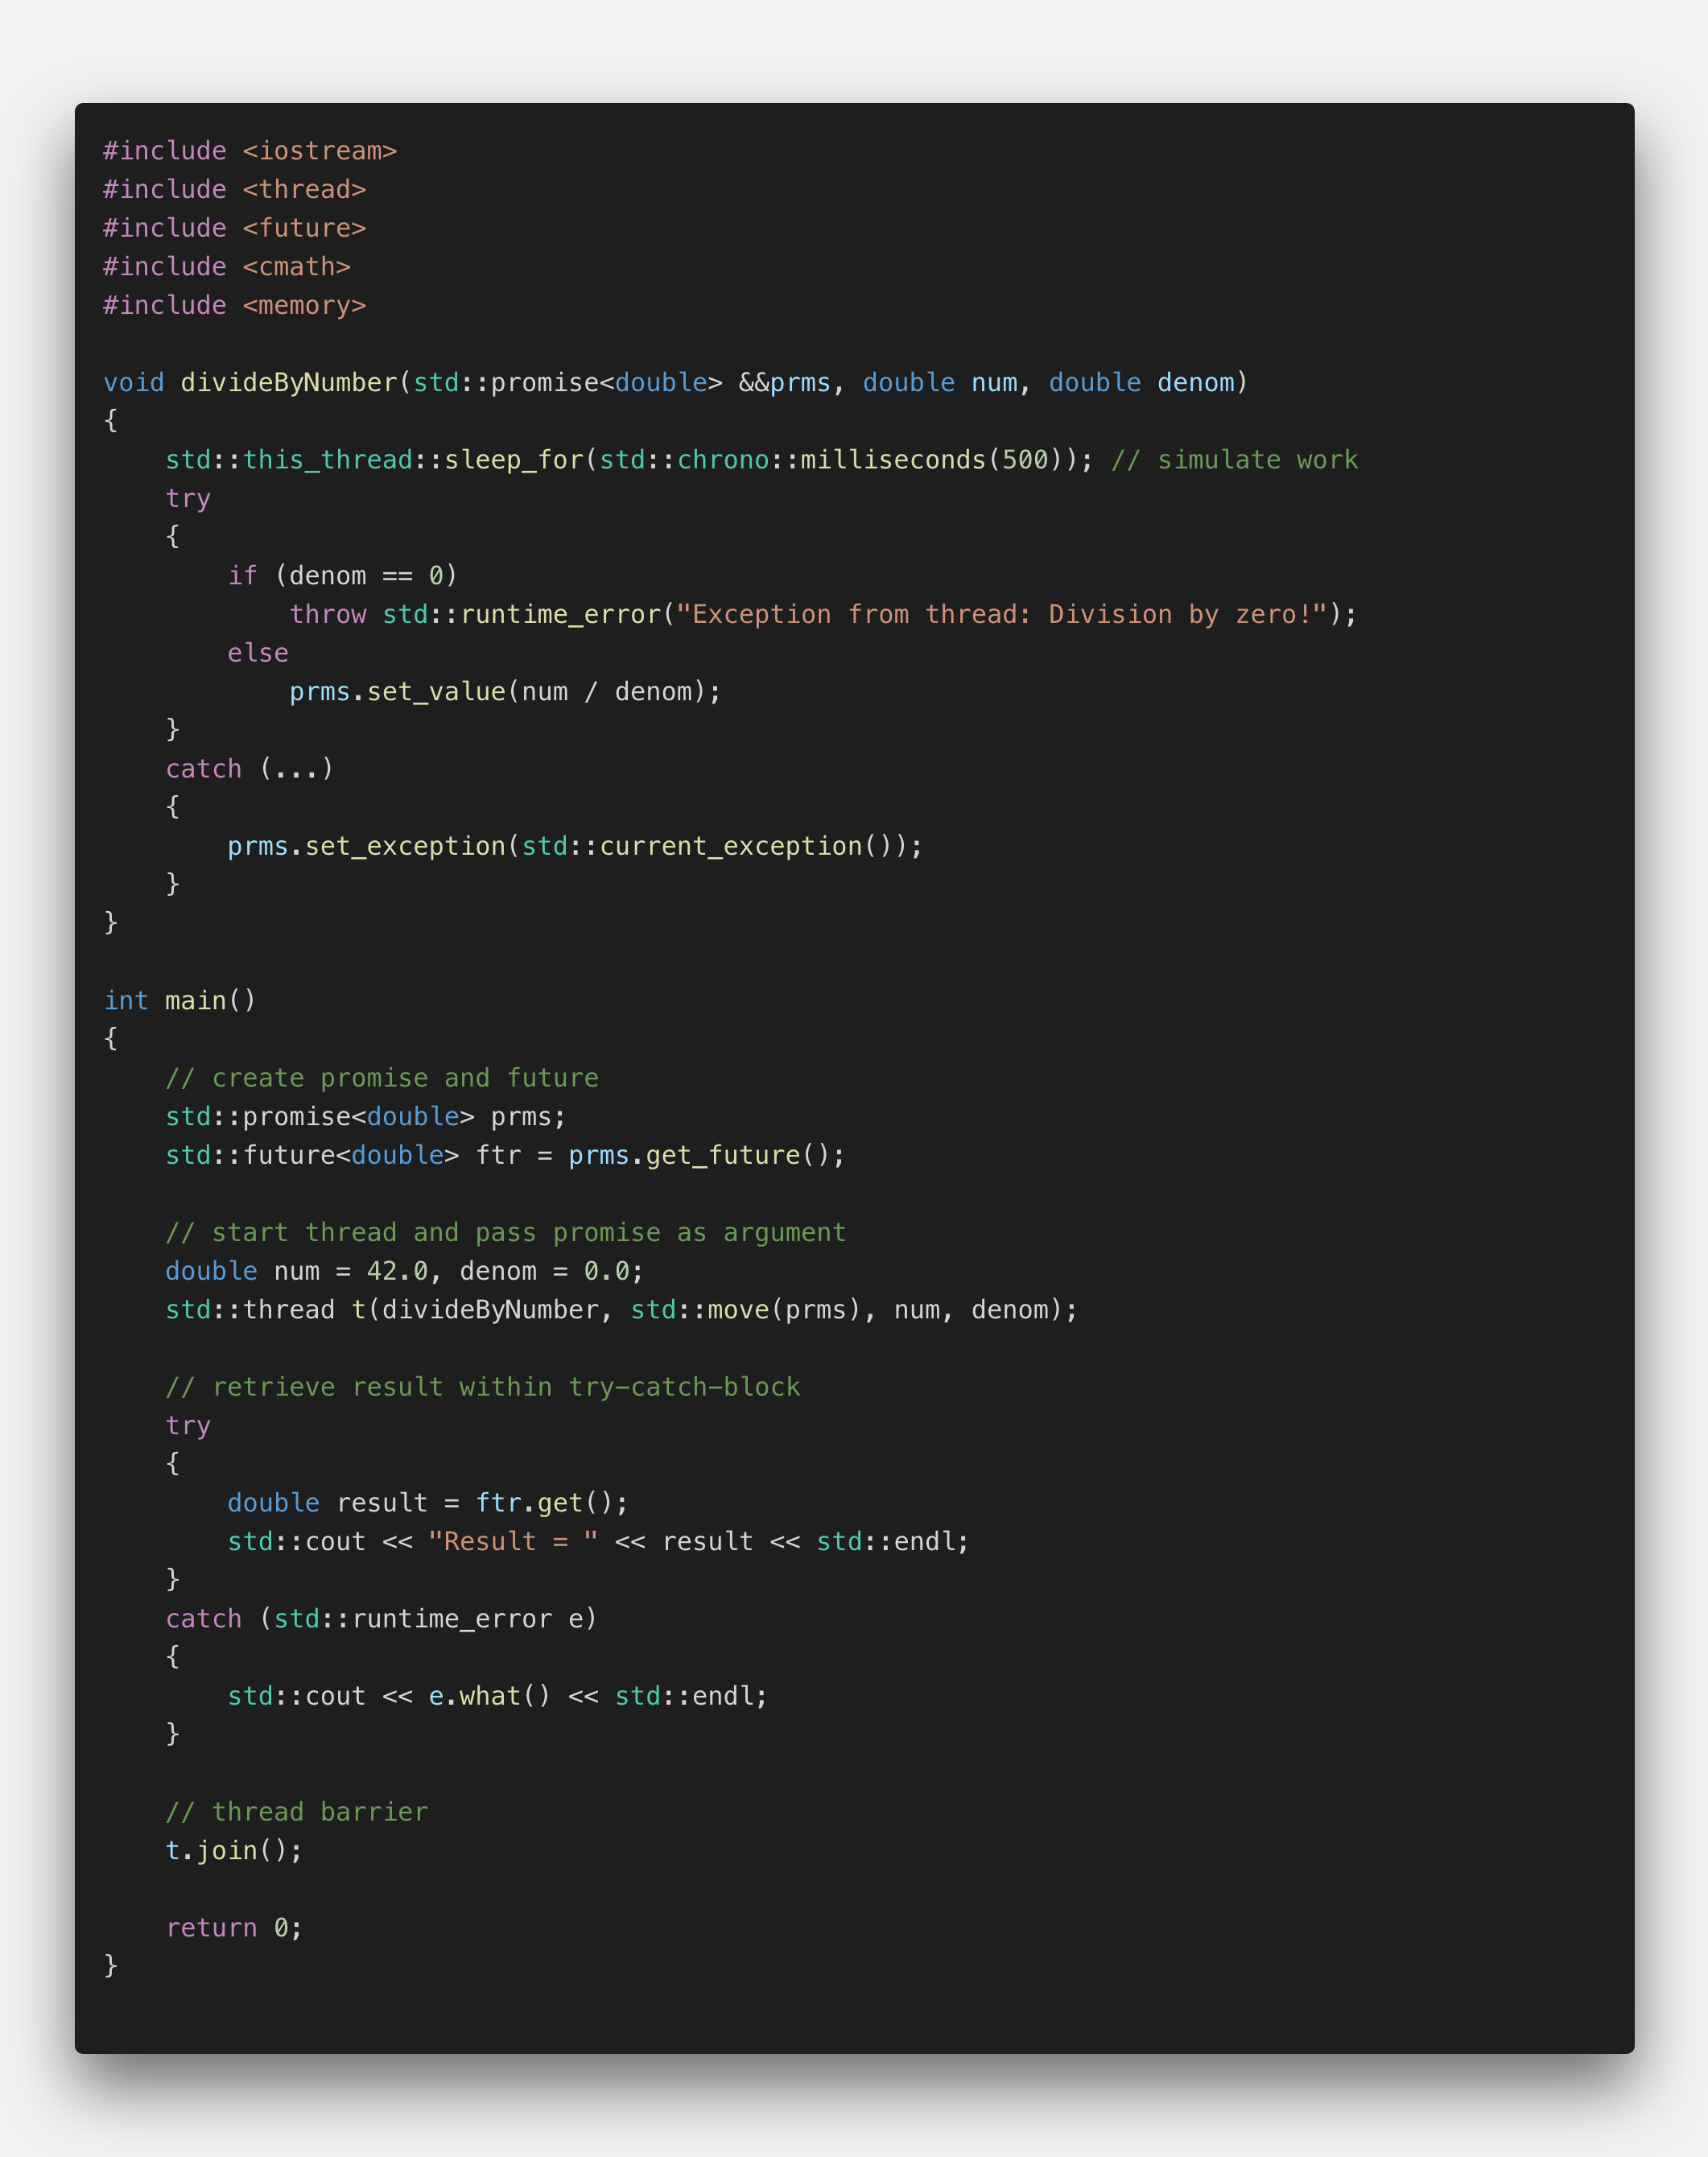 #include <iostream>
#include <thread>
#include <future>
#include <cmath>
#include <memory>

void divideByNumber(std::promise<double> &&prms, double num, double denom)
{
    std::this_thread::sleep_for(std::chrono::milliseconds(500)); // simulate work
    try
    {
        if (denom == 0)
            throw std::runtime_error("Exception from thread: Division by zero!");
        else
            prms.set_value(num / denom);
    }
    catch (...)
    {
        prms.set_exception(std::current_exception());
    }
}

int main()
{
    // create promise and future
    std::promise<double> prms;
    std::future<double> ftr = prms.get_future();

    // start thread and pass promise as argument
    double num = 42.0, denom = 0.0;
    std::thread t(divideByNumber, std::move(prms), num, denom);

    // retrieve result within try-catch-block
    try
    {
        double result = ftr.get();
        std::cout << "Result = " << result << std::endl;
    }
    catch (std::runtime_error e)
    {
        std::cout << e.what() << std::endl;
    }

    // thread barrier
    t.join();

    return 0;
}